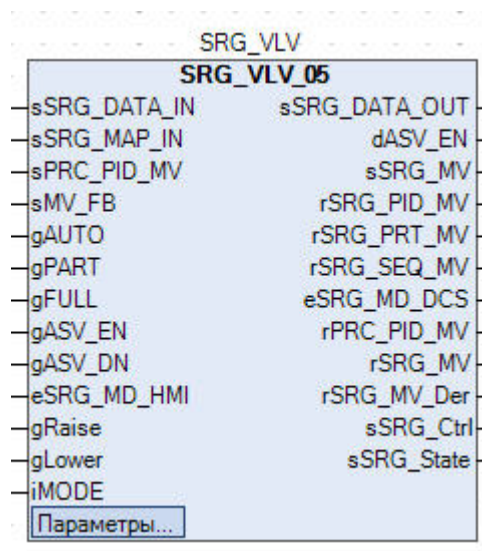 SRG_VLV
SRG_VLV_05
sSRG_DATA_IN sSRG_DATA_OUT
sSRG_MAP_IN dASV_EN
sPRC_PID_MV sSRG_MV
sMV_FB rSRG_PID_MV
gAUTO rSRG_PRT_MV
gPART rSRG_SEQ_MV
gFULL eSRG_MD_DCS
gASV_EN rPRC_PID_MV
gASV_DN rSRG_MV
eSRG_MD_HMI rSRG_MV_Der
gRaise sSRG_Ctrl
gLower sSRG_State
iMODE
Параметры...